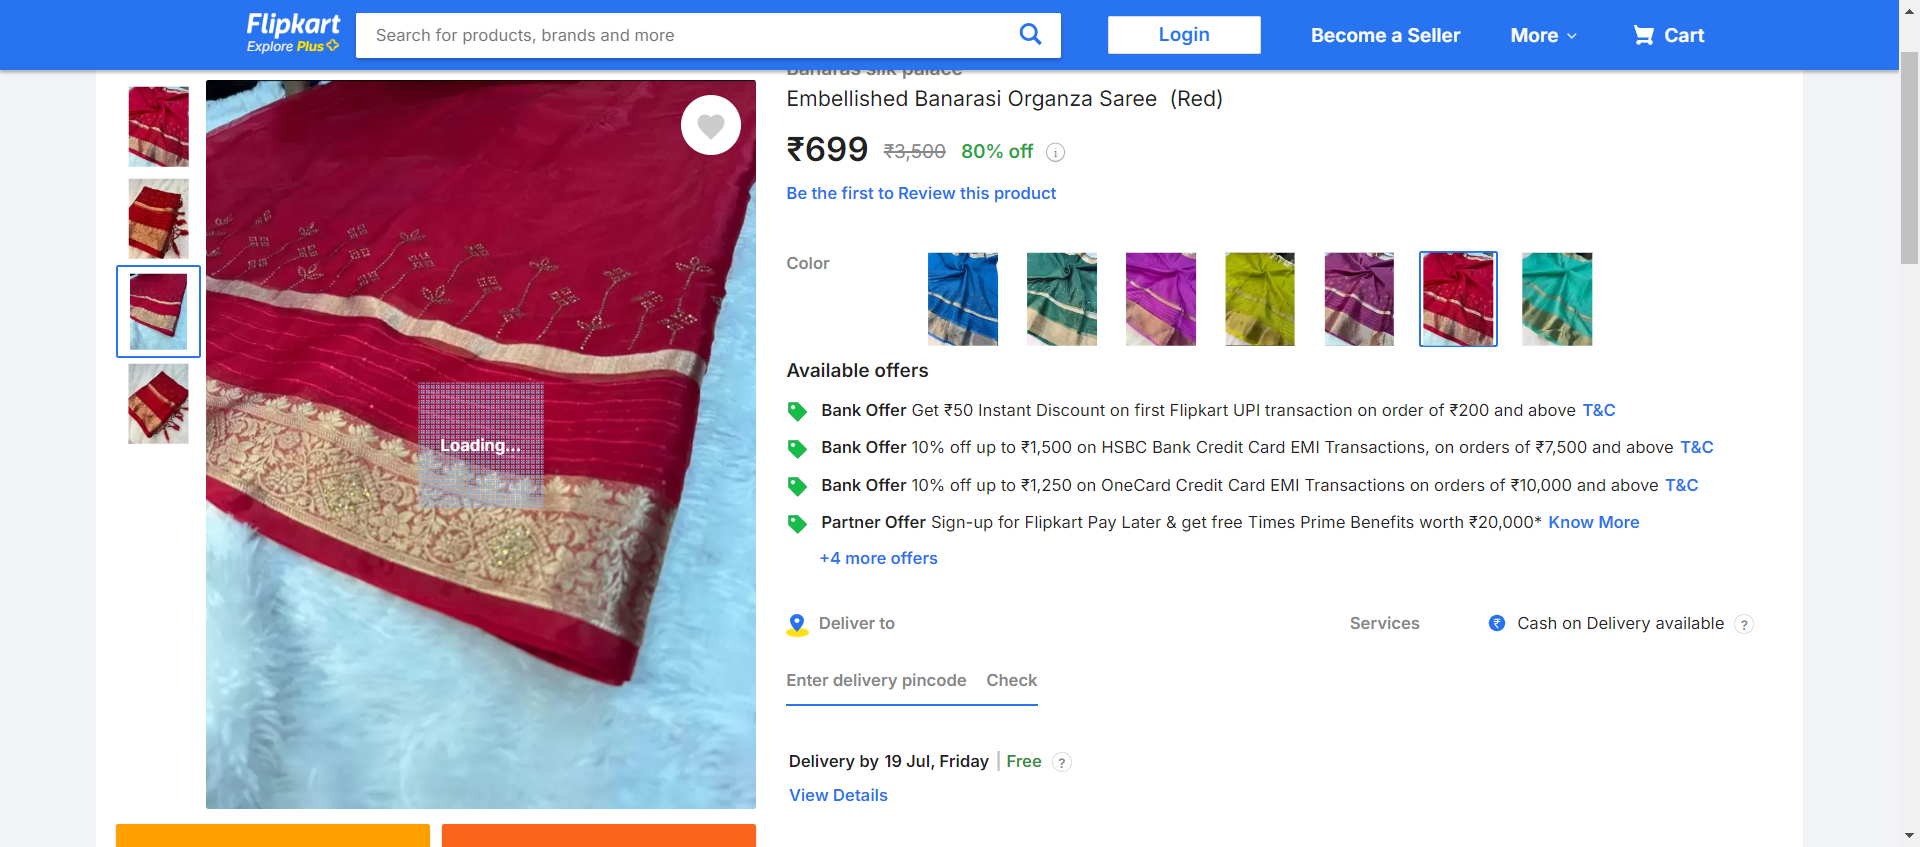 Flipkart
Explore Plus
Search for products, brands and more
Login
Become a Seller
More
Cart
Banaras silk palace
Embellished Banarasi Organza Saree (Red)
₹699 ₹3,500 80% off
Be the first to Review this product
Color
Loading...
Available offers
Bank Offer Get ₹50 Instant Discount on first Flipkart UPI transaction on order of ₹200 and above T&C
Bank Offer 10% off up to ₹1,500 on HSBC Bank Credit Card EMI Transactions, on orders of ₹7,500 and above T&C
Bank Offer 10% off up to ₹1,250 on OneCard Credit Card EMI Transactions on orders of ₹10,000 and above T&C
Partner Offer Sign-up for Flipkart Pay Later & get free Times Prime Benefits worth ₹20,000* Know More
+4 more offers
Deliver to
Services
₹ Cash on Delivery available ?
Enter delivery pincode Check
Delivery by 19 Jul, Friday | Free ?
View Details